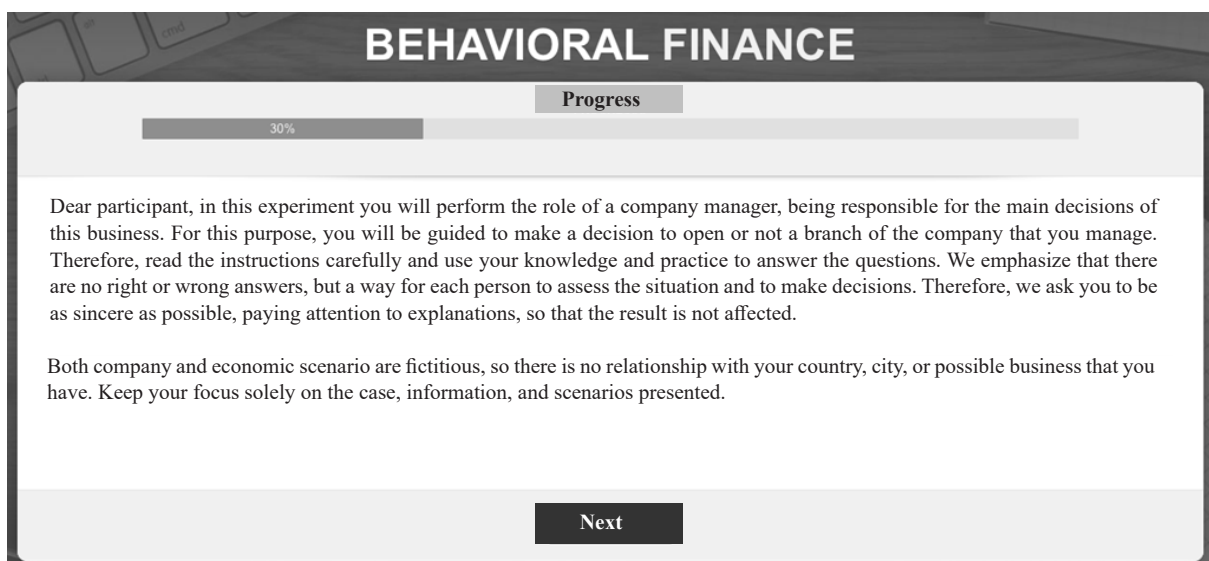 cmd
BEHAVIORAL FINANCE
Progress
30%
Dear participant, in this experiment you will perform the role of a company manager, being responsible for the main decisions of
this business. For this purpose, you will be guided to make a decision to open or not a branch of the company that you manage.
Therefore, read the instructions carefully and use your knowledge and practice to answer the questions. We emphasize that there
are no right or wrong answers, but a way for each person to assess the situation and to make decisions. Therefore, we ask you to be
as sincere as possible, paying attention to explanations, so that the result is not affected.
Both company and economic scenario are fictitious, so there is no relationship with your country, city, or possible business that you
have. Keep your focus solely on the case, information, and scenarios presented.
Next